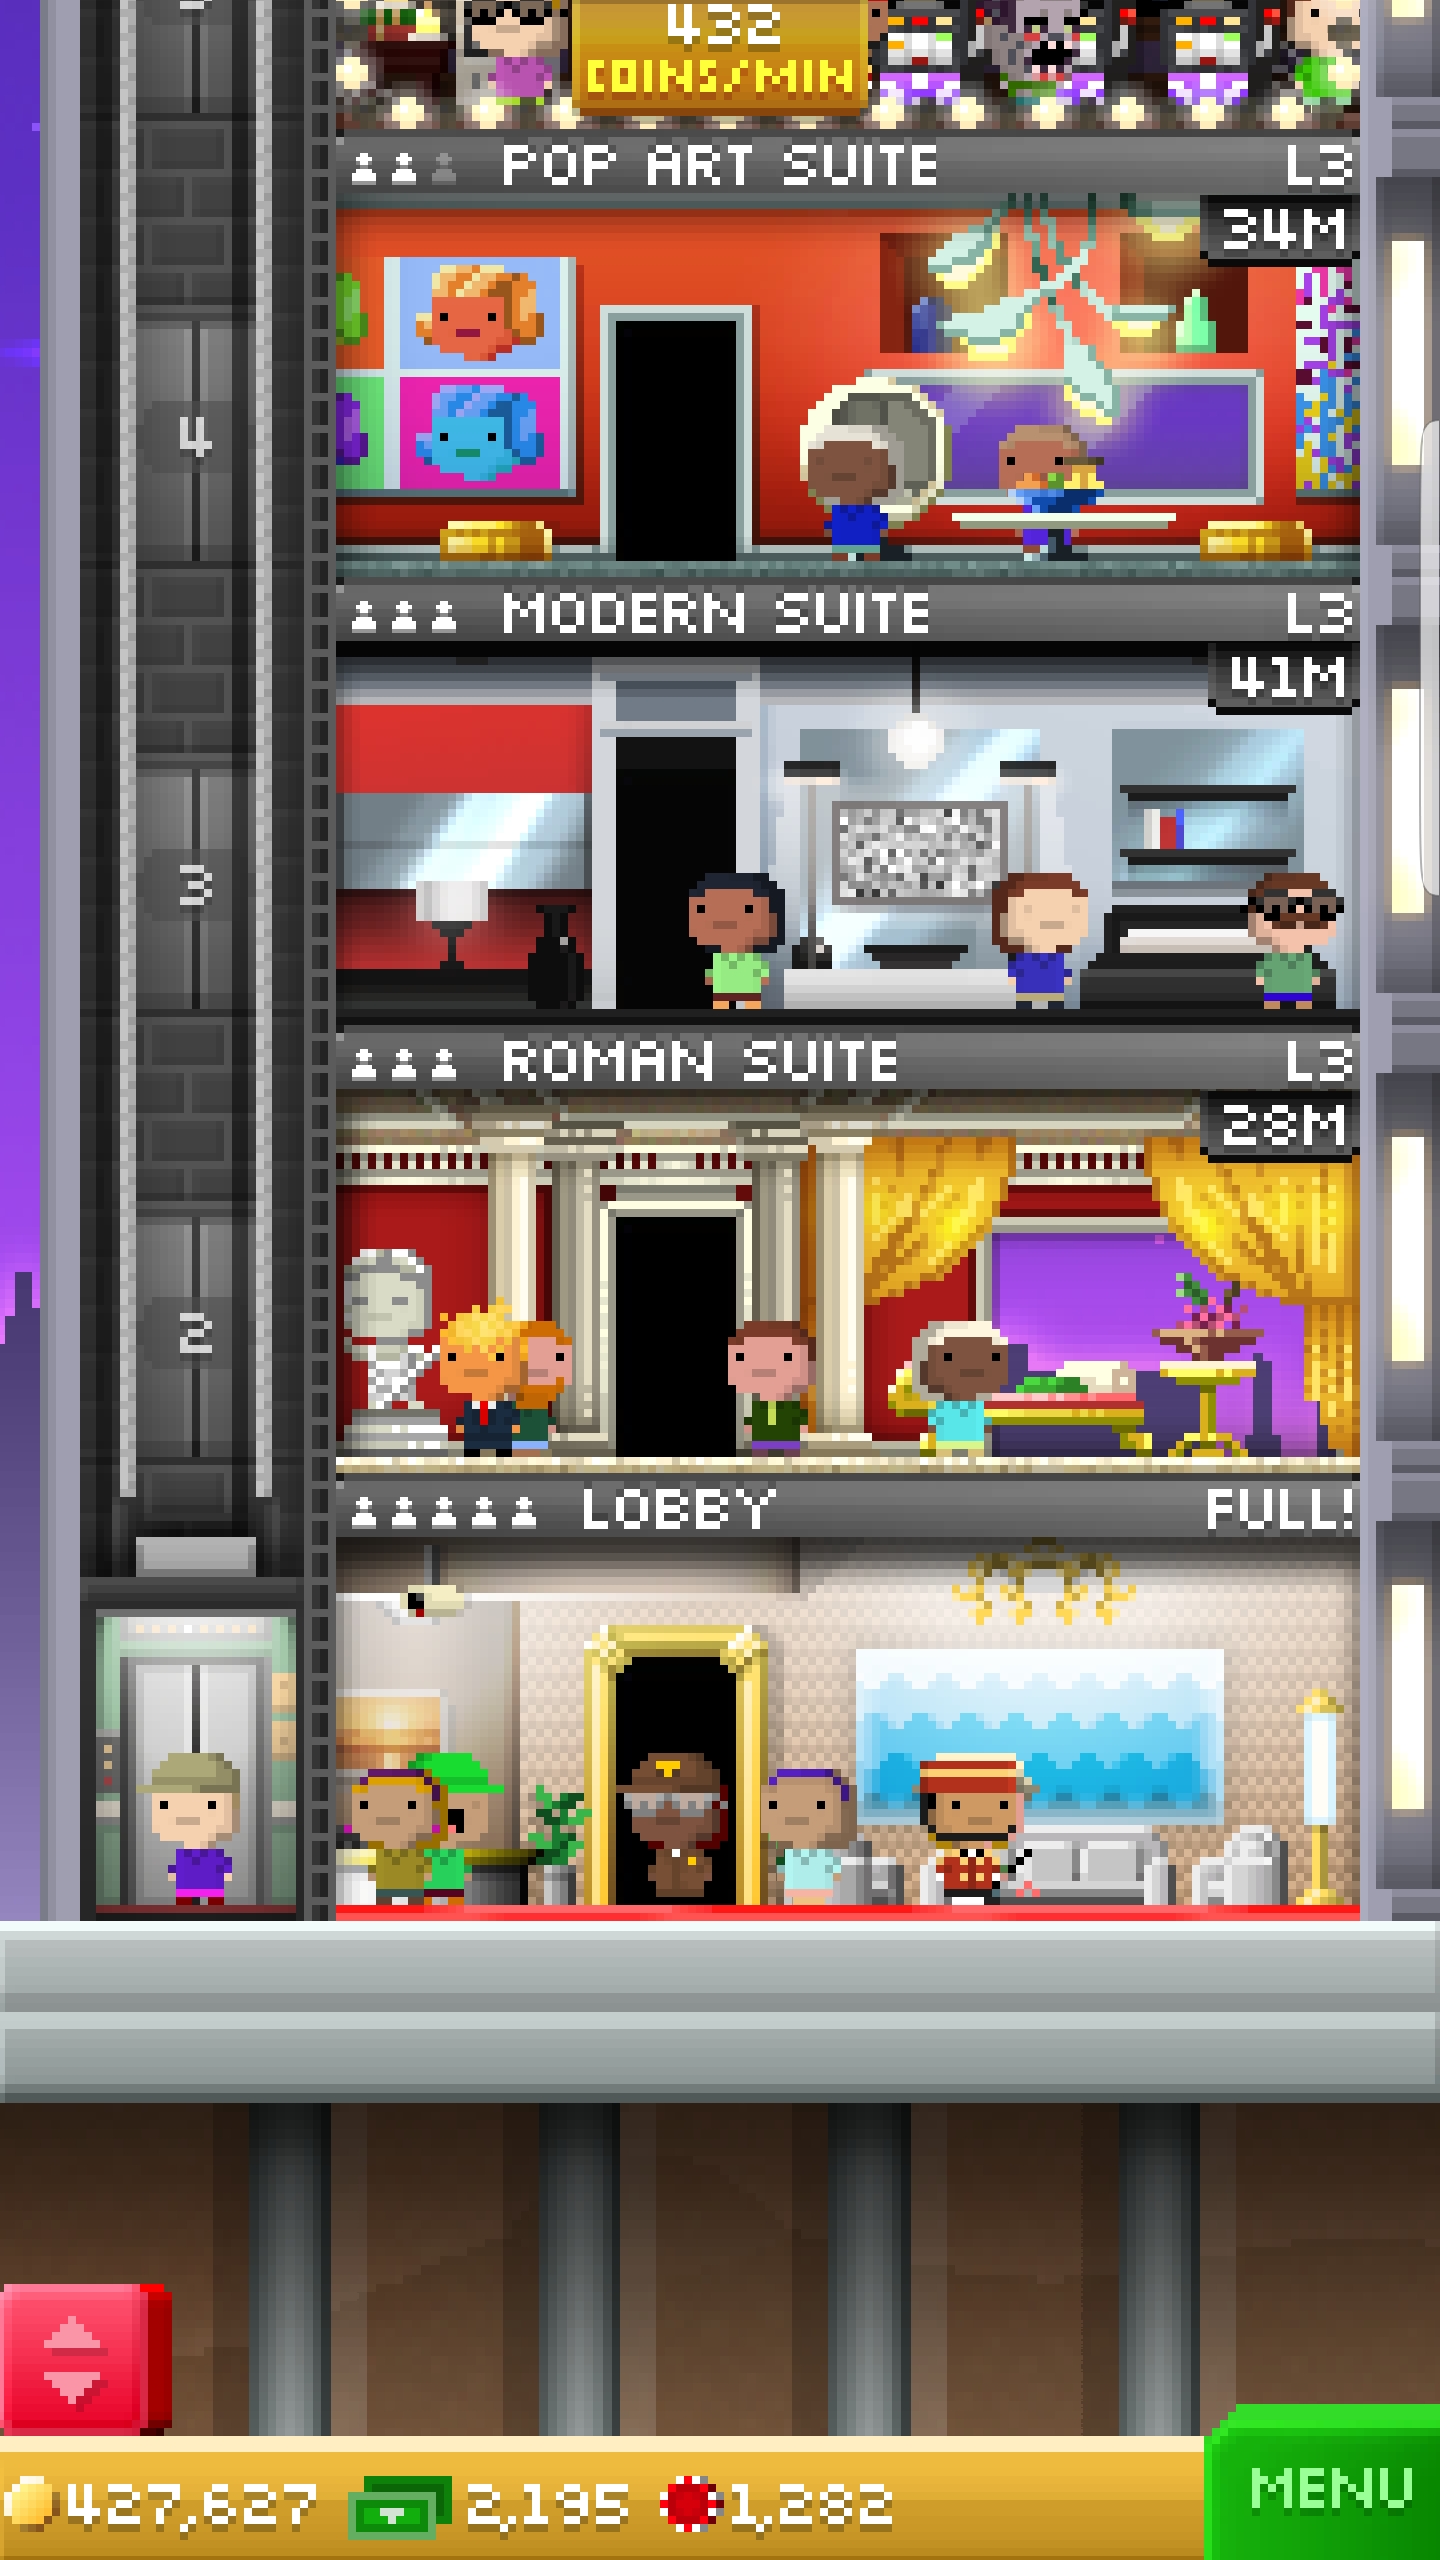 432
COINS/MIN
POP ART SUITE L3
34M
4
MODERN SUITE L3
41M
3
ROMAN SUITE L3
28M
2
LOBBY FULL!
427,627 2,195 1,282 MENU